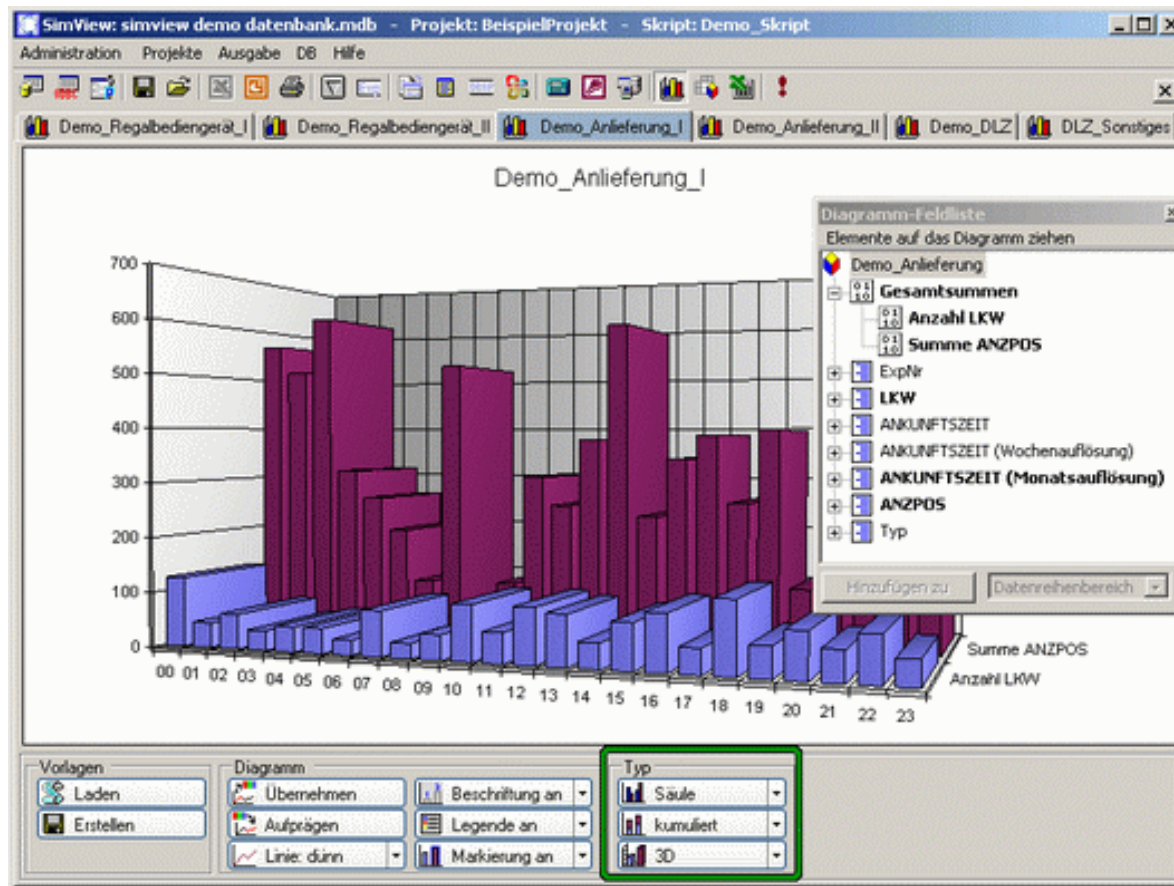 SimView: simview demo datenbank.mdb - Projekt: BeispielProjekt - Skript: Demo_Skript
Administration Projekte Ausgabe DB Hilfe
Demo_Regalbediengerät_I Demo_Regalbediengerät_II Demo_Anlieferung_I Demo_Anlieferung_II Demo_DLZ DLZ_Sonstiges
Demo_Anlieferung_I
700
600
500
400
300
200
100
0
00 01 02 03 04 05 06 07 08 09 10 11 12 13 14 15 16 17 18 19 20 21 22 23
Summe ANZPOS
Anzahl LKW
Diagramm-Feldliste
Elemente auf das Diagramm ziehen
Demo_Anlieferung
Gesamtsummen
Anzahl LKW
Summe ANZPOS
ExpNr
LKW
ANKUNFTSZEIT
ANKUNFTSZEIT (Wochenauflösung)
ANKUNFTSZEIT (Monatsauflösung)
ANZPOS
Typ
Hinzufügen zu Datenreihenbereich
Vorlagen
Laden
Erstellen
Diagramm
Übernehmen Beschriftung an
Aufprägen Legende an
Linie: dünn Markierung an
Typ
Säule
kumuliert
3D